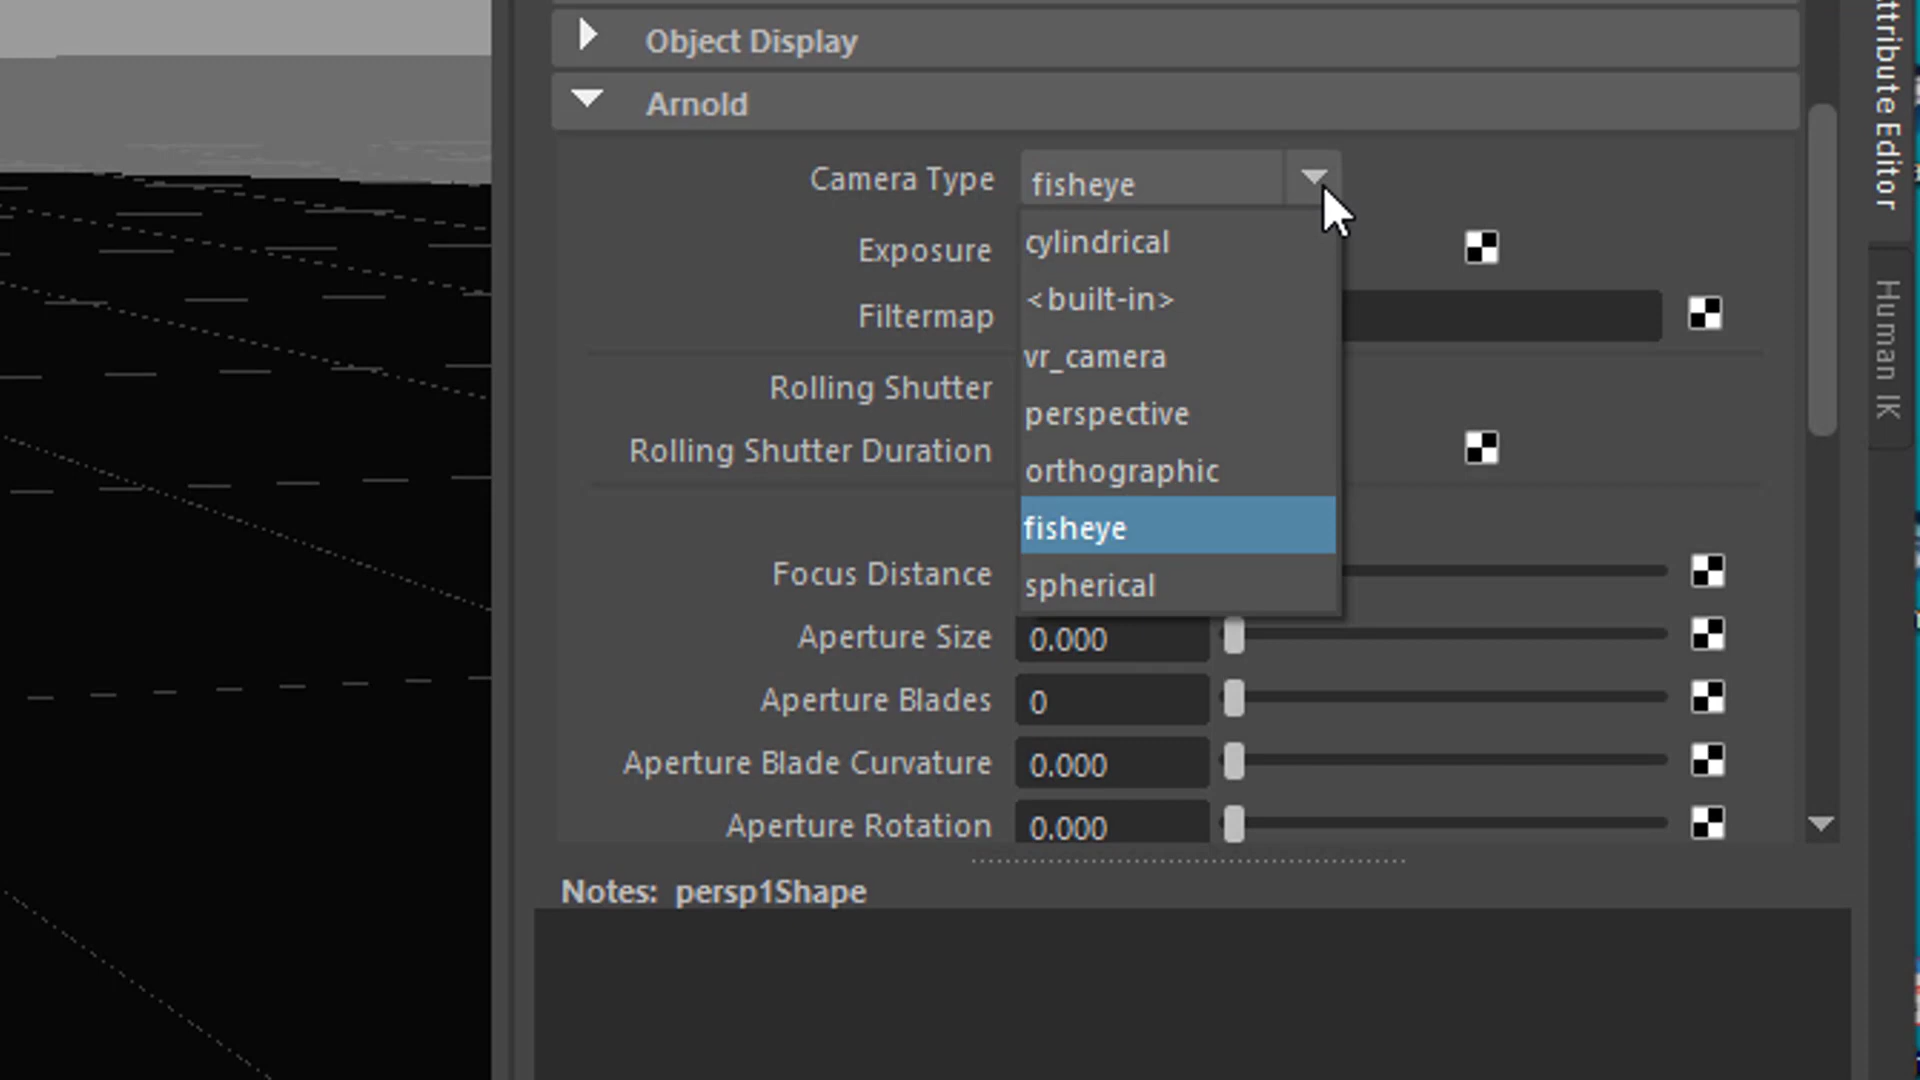 Object Display
Arnold
Camera Type fisheye
cylindrical
Exposure
<built-in>
Filtermap
vr_camera
Rolling Shutter
perspective
Rolling Shutter Duration
orthographic
fisheye
Focus Distance
spherical
Aperture Size 0.000
Aperture Blades 0
Aperture Blade Curvature 0.000
Aperture Rotation 0.000
Notes: persp1Shape
ttribute Editor
Human IK